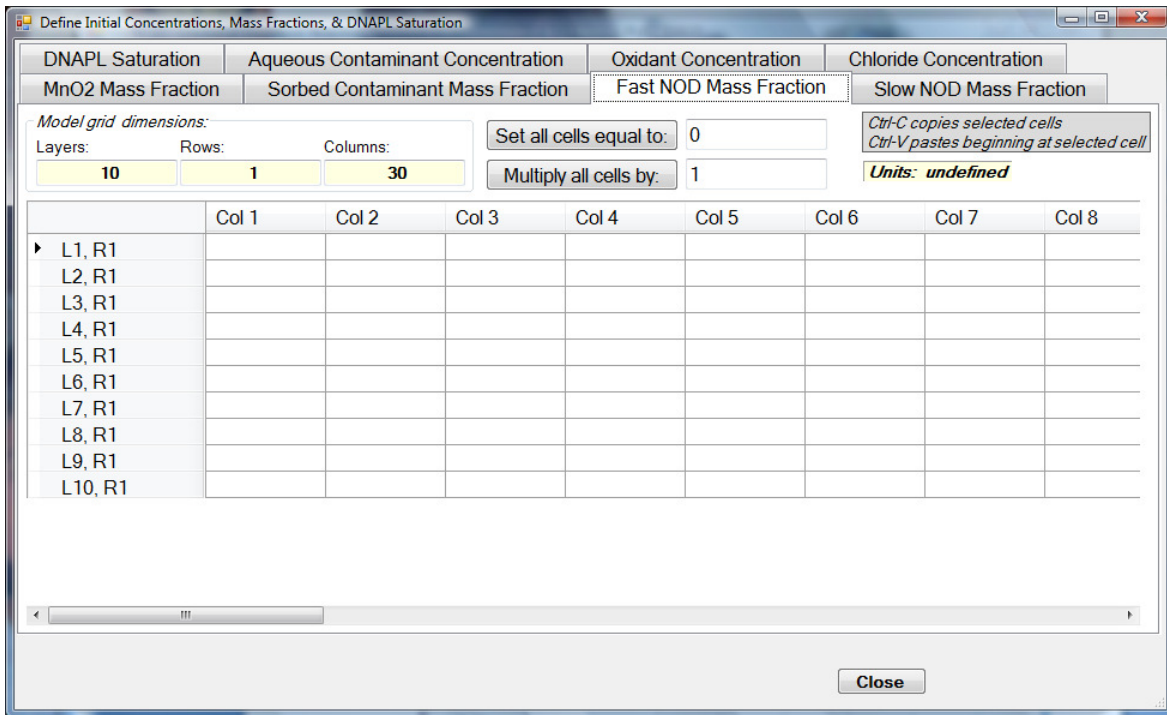 Define Initial Concentrations, Mass Fractions, & DNAPL Saturation
DNAPL Saturation Aqueous Contaminant Concentration Oxidant Concentration Chloride Concentration
MnO2 Mass Fraction Sorbed Contaminant Mass Fraction Fast NOD Mass Fraction Slow NOD Mass Fraction
Model grid dimensions:
Layers: Rows: Columns:
10 1 30
Set all cells equal to: 0
Multiply all cells by: 1
Ctrl-C copies selected cells
Ctrl-V pastes beginning at selected cell
Units: undefined
Col 1 Col 2 Col 3 Col 4 Col 5 Col 6 Col 7 Col 8
L1, R1
L2, R1
L3, R1
L4, R1
L5, R1
L6, R1
L7, R1
L8, R1
L9, R1
L10, R1
Close